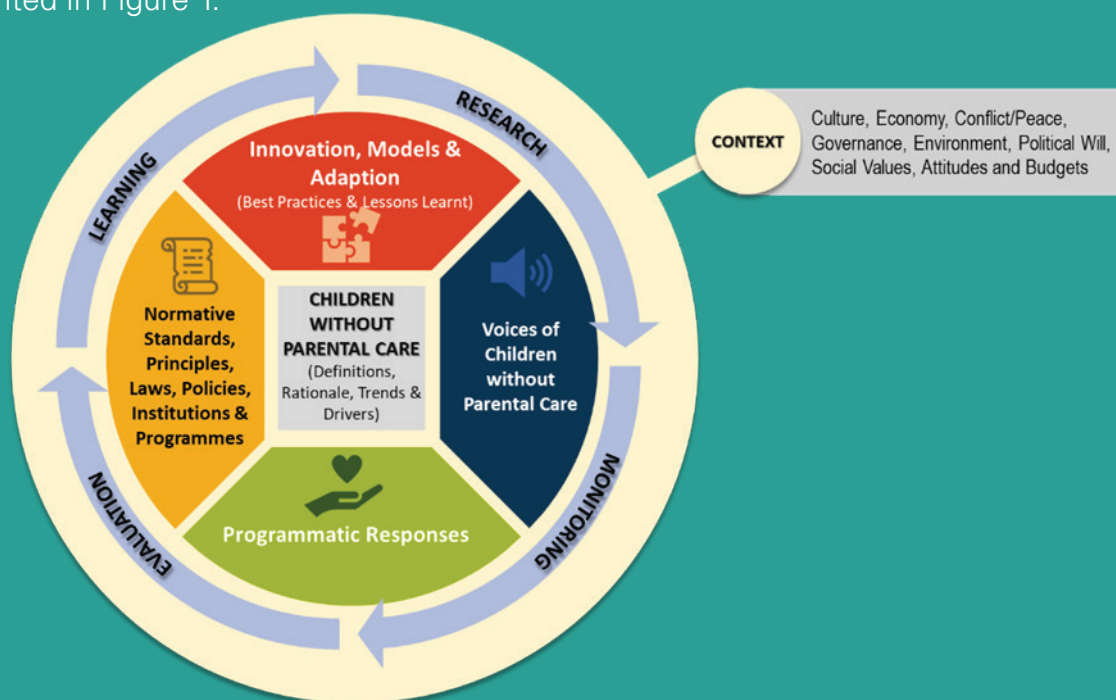 in Figure 1.
LEARNING
RESEARCH
MONITORING
EVALUATION
Innovation, Models &
Adaption
(Best Practices & Lessons Learnt)
Normative
Standards,
Principles,
Laws, Policies,
Institutions &
Programmes
CHILDREN
WITHOUT
PARENTAL CARE
(Definitions,
Rationale, Trends &
Drivers)
Voices of
Children
without
Parental Care
Programmatic Responses
CONTEXT
Culture, Economy, Conflict/Peace,
Governance, Environment, Political Will,
Social Values, Attitudes and Budgets